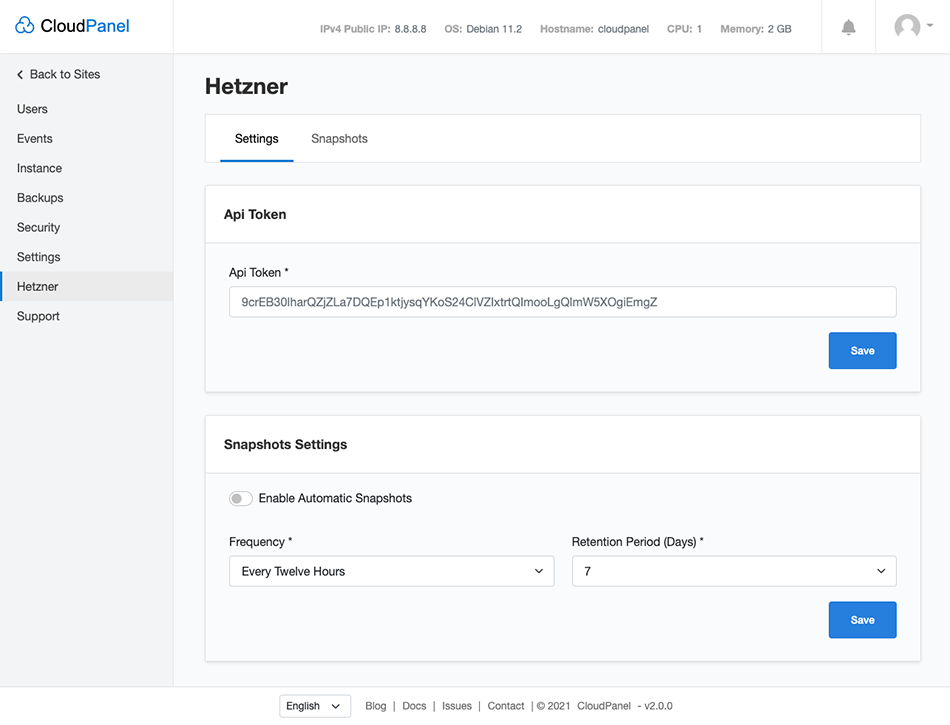 CloudPanel
IPv4 Public IP: 8.8.8.8 OS: Debian 11.2 Hostname: cloudpanel CPU: 1 Memory: 2 GB
Back to Sites
Users
Events
Instance
Backups
Security
Settings
Hetzner
Support
Hetzner
Settings Snapshots
Api Token
Api Token *
9crEB30lharQZjZLa7DQEp1ktjysqYKoS24ClVZIxtrtQImooLgQImW5XOgiEmgZ
Save
Snapshots Settings
Enable Automatic Snapshots
Frequency * Retention Period (Days) *
Every Twelve Hours 7
Save
English Blog | Docs | Issues | Contact | © 2021 CloudPanel - v2.0.0